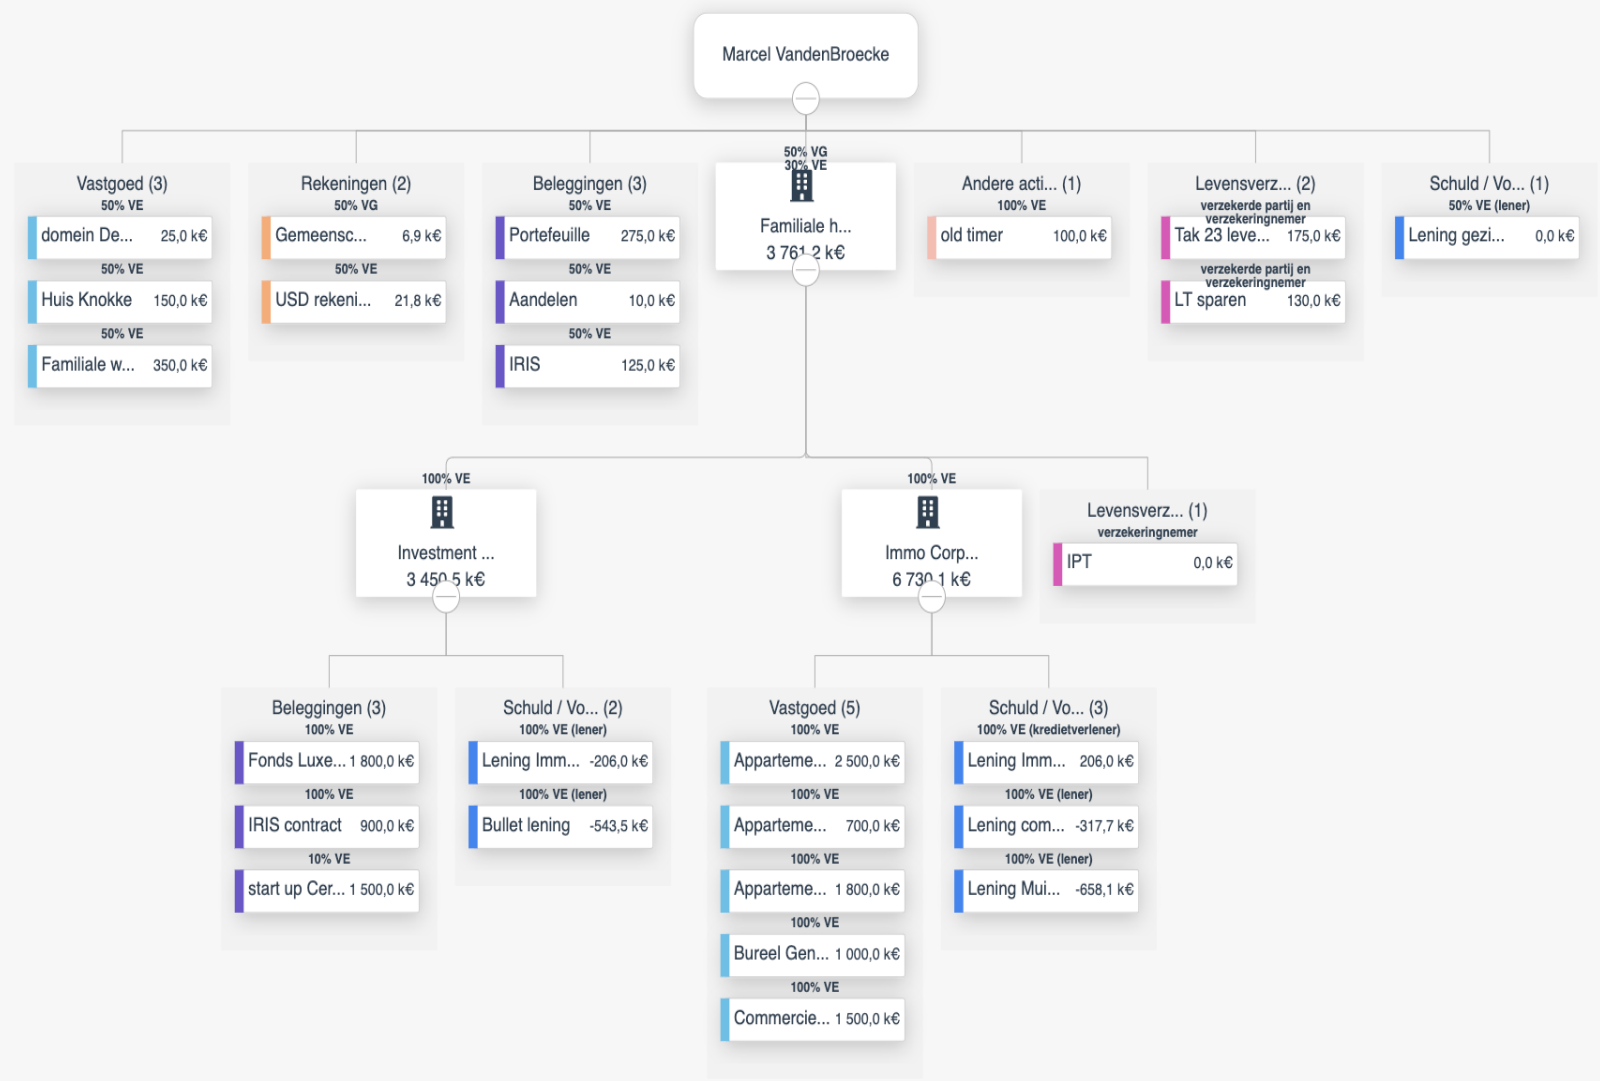 Marcel VandenBroecke
Vastgoed (3)
50% VE
domein De... 25,0 k€
50% VE
Huis Knokke 150,0 k€
50% VE
Familiale w... 350,0 k€
Rekeningen (2)
50% VG
Gemeensc... 6,9 k€
50% VE
USD rekeni... 21,8 k€
Beleggingen (3)
50% VE
Portefeuille 275,0 k€
50% VE
Aandelen 10,0 k€
50% VE
IRIS 125,0 k€
50% VG
30% VE
Familiale h...
3 761,2 k€
Andere acti... (1)
100% VE
old timer 100,0 k€
Levensverz... (2)
verzekerde partij en
verzekeringnemer
Tak 23 leve... 175,0 k€
verzekerde partij en
verzekeringnemer
LT sparen 130,0 k€
Schuld / Vo... (1)
50% VE (lener)
Lening gezi... 0,0 k€
100% VE
Investment ...
3 450,5 k€
100% VE
Immo Corp...
6 730,1 k€
Levensverz... (1)
verzekeringnemer
IPT 0,0 k€
Beleggingen (3)
100% VE
Fonds Luxe... 1 800,0 k€
100% VE
IRIS contract 900,0 k€
10% VE
start up Cer... 1 500,0 k€
Schuld / Vo... (2)
100% VE (lener)
Lening Imm... -206,0 k€
100% VE (lener)
Bullet lening -543,5 k€
Vastgoed (5)
100% VE
Apparteme... 2 500,0 k€
100% VE
Apparteme... 700,0 k€
100% VE
Apparteme... 1 800,0 k€
100% VE
Bureel Gen... 1 000,0 k€
100% VE
Commercie... 1 500,0 k€
Schuld / Vo... (3)
100% VE (kredietverlener)
Lening Imm... 206,0 k€
100% VE (lener)
Lening com... -317,7 k€
100% VE (lener)
Lening Mui... -658,1 k€